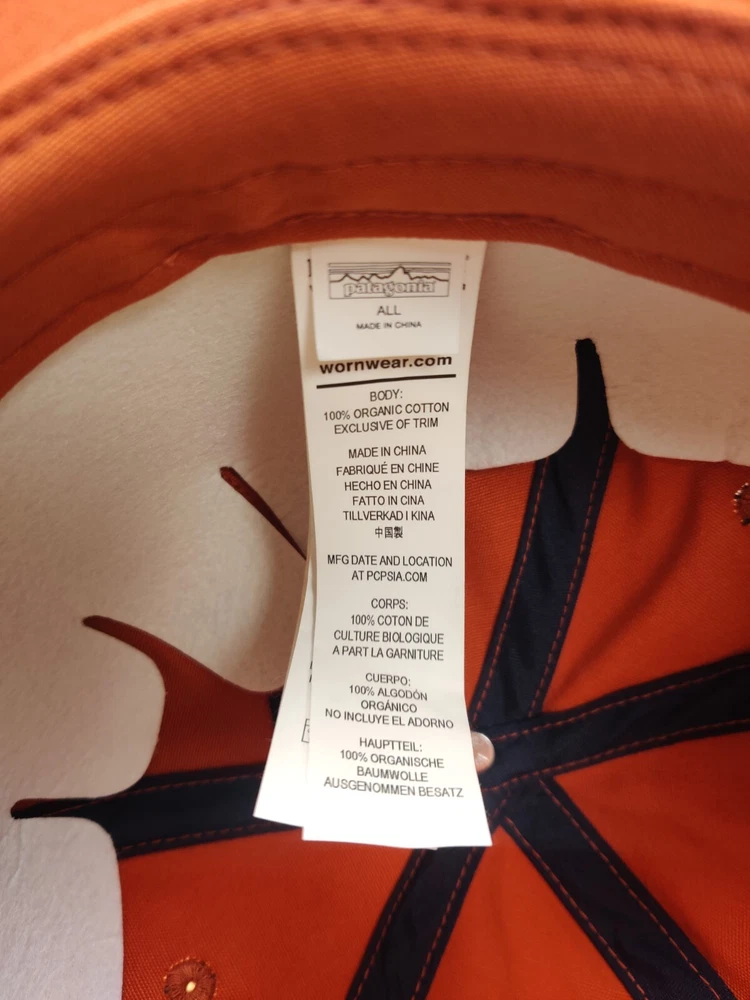 patagonia
ALL
MADE IN CHINA
wornwear.com
BODY:
100% ORGANIC COTTON
EXCLUSIVE OF TRIM
MADE IN CHINA
FABRIQUÉ EN CHINE
HECHO EN CHINA
FATTO IN CINA
TILLVERKAD I KINA
中国製
MFG DATE AND LOCATION
AT PCPSIA.COM
CORPS:
100% COTON DE
CULTURE BIOLOGIQUE
A PART LA GARNITURE
CUERPO:
100% ALGODÓN
ORGÁNICO
NO INCLUYE EL ADORNO
HAUPTTEIL:
100% ORGANISCHE
BAUMWOLLE
AUSGENOMMEN BESATZ